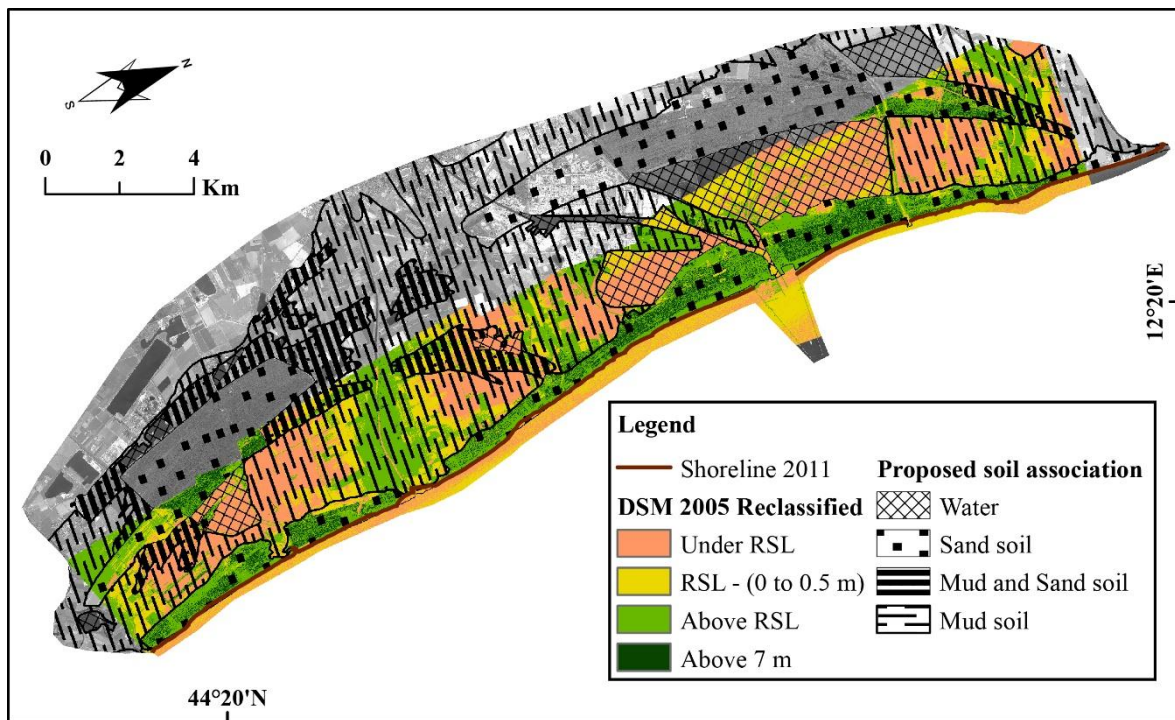 N
S
0 2 4
Km
12°20'E
Legend
Shoreline 2011
DSM 2005 Reclassified
Under RSL
RSL - (0 to 0.5 m)
Above RSL
Above 7 m
Proposed soil association
Water
Sand soil
Mud and Sand soil
Mud soil
44°20'N